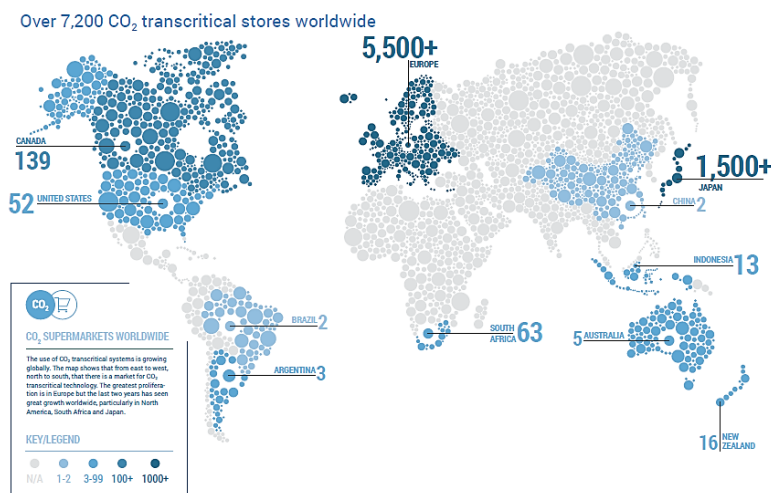 Over 7,200 CO₂ transcritical stores worldwide
5,500+
EUROPE
CANADA
139
52 UNITED STATES
1,500+
JAPAN
CHINA 2
INDONESIA 13
BRAZIL 2
SOUTH
AFRICA 63
5 AUSTRALIA
ARGENTINA 3
16 NEW
ZEALAND
CO₂
CO₂ SUPERMARKETS WORLDWIDE
The use of CO₂ transcritical systems is growing
globally. The map shows that from east to west,
north to south, that there is a market for CO₂
transcritical technology. The greatest prolifera-
tion is in Europe but the last two years has seen
great growth worldwide, particularly in North
America, South Africa and Japan.
KEY/LEGEND
N/A 1-2 3-99 100+ 1000+